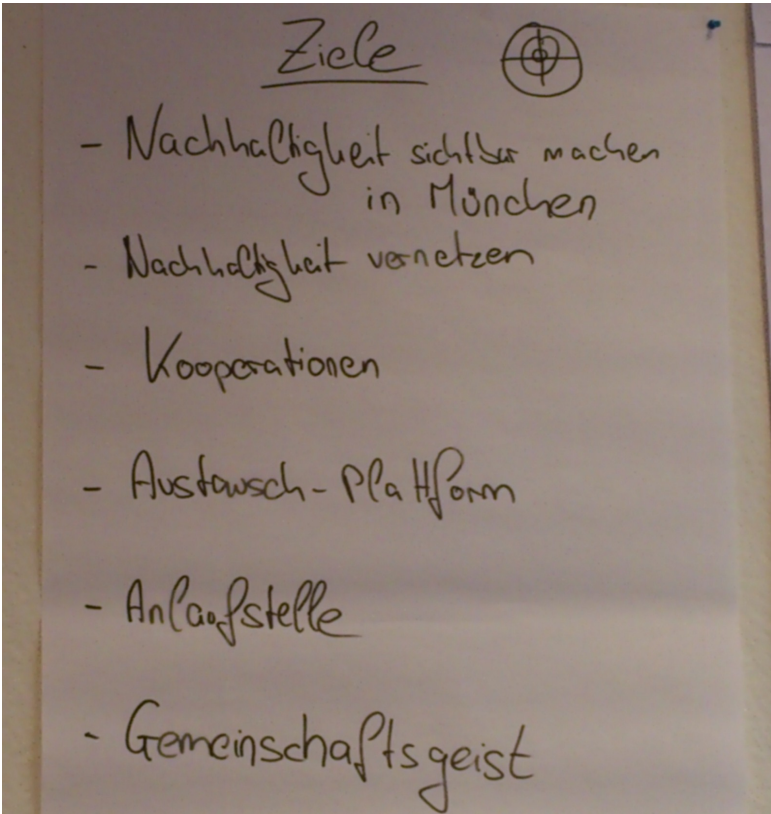 Ziele
- Nachhaltigkeit sichtbar machen
in München
- Nachhaltigkeit vernetzen
- Kooperationen
- Austausch-Plattform
- Anlaufstelle
- Gemeinschaftsgeist